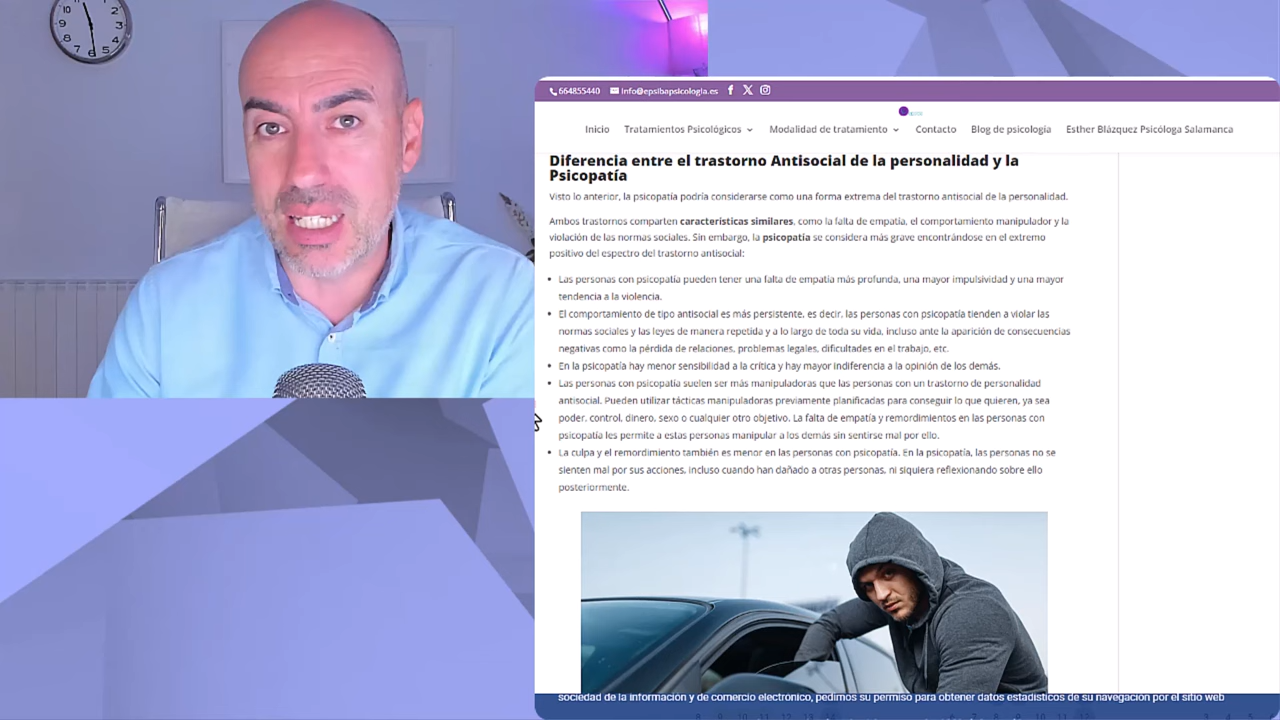 664855440 info@epsibapsicologia.es
Inicio Tratamientos Psicológicos Modalidad de tratamiento Contacto Blog de psicología Esther Blázquez Psicóloga Salamanca
Diferencia entre el trastorno Antisocial de la personalidad y la
Psicopatía
Visto lo anterior, la psicopatía podría considerarse como una forma extrema del trastorno antisocial de la personalidad.
Ambos trastornos comparten características similares, como la falta de empatía, el comportamiento manipulador y la
violación de las normas sociales. Sin embargo, la psicopatía se considera más grave encontrándose en el extremo
positivo del espectro del trastorno antisocial:
Las personas con psicopatía pueden tener una falta de empatía más profunda, una mayor impulsividad y una mayor
tendencia a la violencia.
El comportamiento de tipo antisocial es más persistente, es decir, las personas con psicopatía tienden a violar las
normas sociales y las leyes de manera repetida y a lo largo de toda su vida, incluso ante la aparición de consecuencias
negativas como la pérdida de relaciones, problemas legales, dificultades en el trabajo, etc.
En la psicopatía hay menor sensibilidad a la crítica y hay mayor indiferencia a la opinión de los demás.
Las personas con psicopatía suelen ser más manipuladoras que las personas con un trastorno de personalidad
antisocial. Pueden utilizar tácticas manipuladoras previamente planificadas para conseguir lo que quieren, ya sea
poder, control, dinero, sexo o cualquier otro objetivo. La falta de empatía y remordimientos en las personas con
psicopatía les permite a estas personas manipular a los demás sin sentirse mal por ello.
La culpa y el remordimiento también es menor en las personas con psicopatía. En la psicopatía, las personas no se
sienten mal por sus acciones, incluso cuando han dañado a otras personas, ni siquiera reflexionando sobre ello
posteriormente.
sociedad de la información y de comercio electrónico, pedimos su permiso para obtener datos estadísticos de su navegación por el sitio web